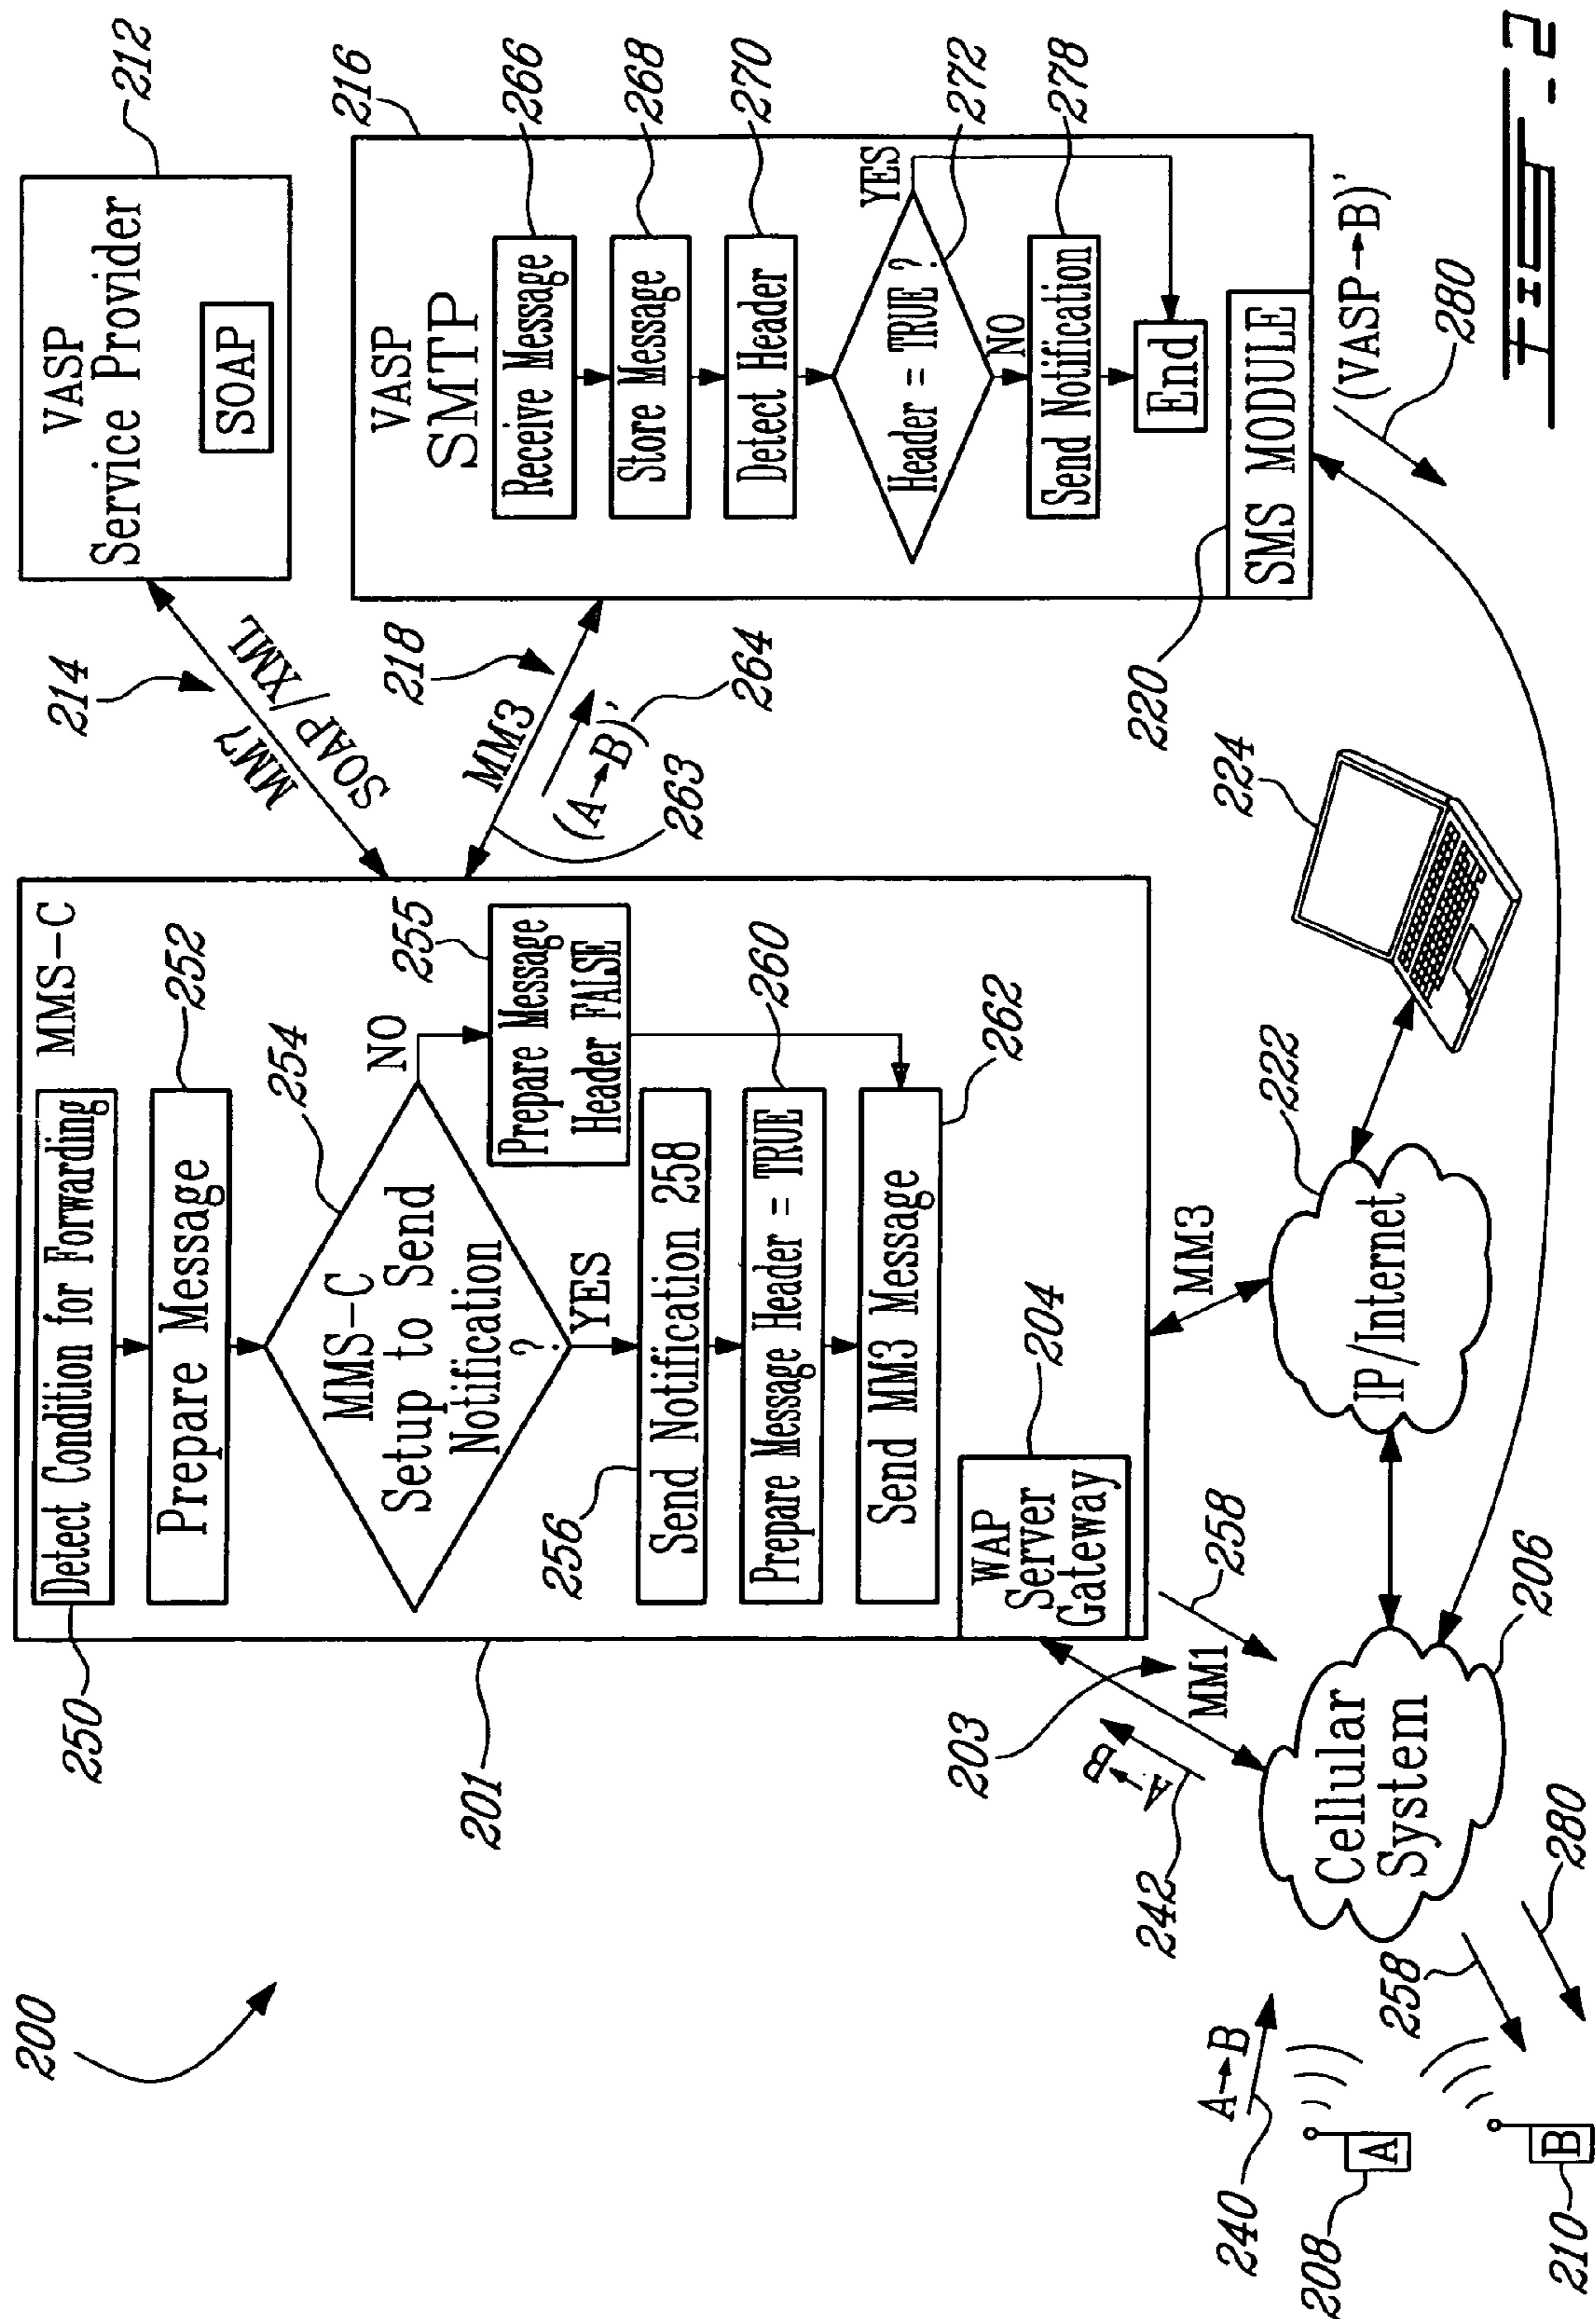 200
MMS-C
Detect Condition for Forwarding
250
Prepare Message
252
MMS-C
Setup to Send
Notification
?
254
NO
255
Prepare Message
Header FALSE
YES
256
Send Notification 258
Prepare Message Header = TRUE
260
Send MM3 Message
262
201
WAP
Server
Gateway
204
VASP
Service Provider
SOAP
212
214
MM7
SOAP/XML
218
MM3
(A→B)'
264
263
216
VASP
SMTP
Receive Message
266
Store Message
268
Detect Header
270
Header = TRUE ?
272
YES
NO
Send Notification
278
End
SMS MODULE
220
(VASP→B)'
280
203
MM1
258
A→B
242
MM3
IP/Internet
222
224
Cellular
System
206
240
A→B
A
208
B
210
258
280
FIG - 2